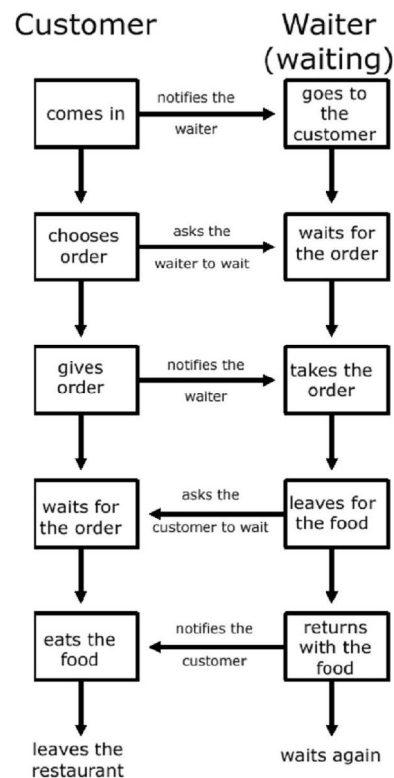 Customer
Waiter
(waiting)
comes in
notifies the
waiter
goes to
the
customer
chooses
order
asks the
waiter to wait
waits for
the order
gives
order
notifies the
waiter
takes the
order
waits for
the order
asks the
customer to wait
leaves for
the food
eats the
food
notifies the
customer
returns
with the
food
leaves the
restaurant
waits again